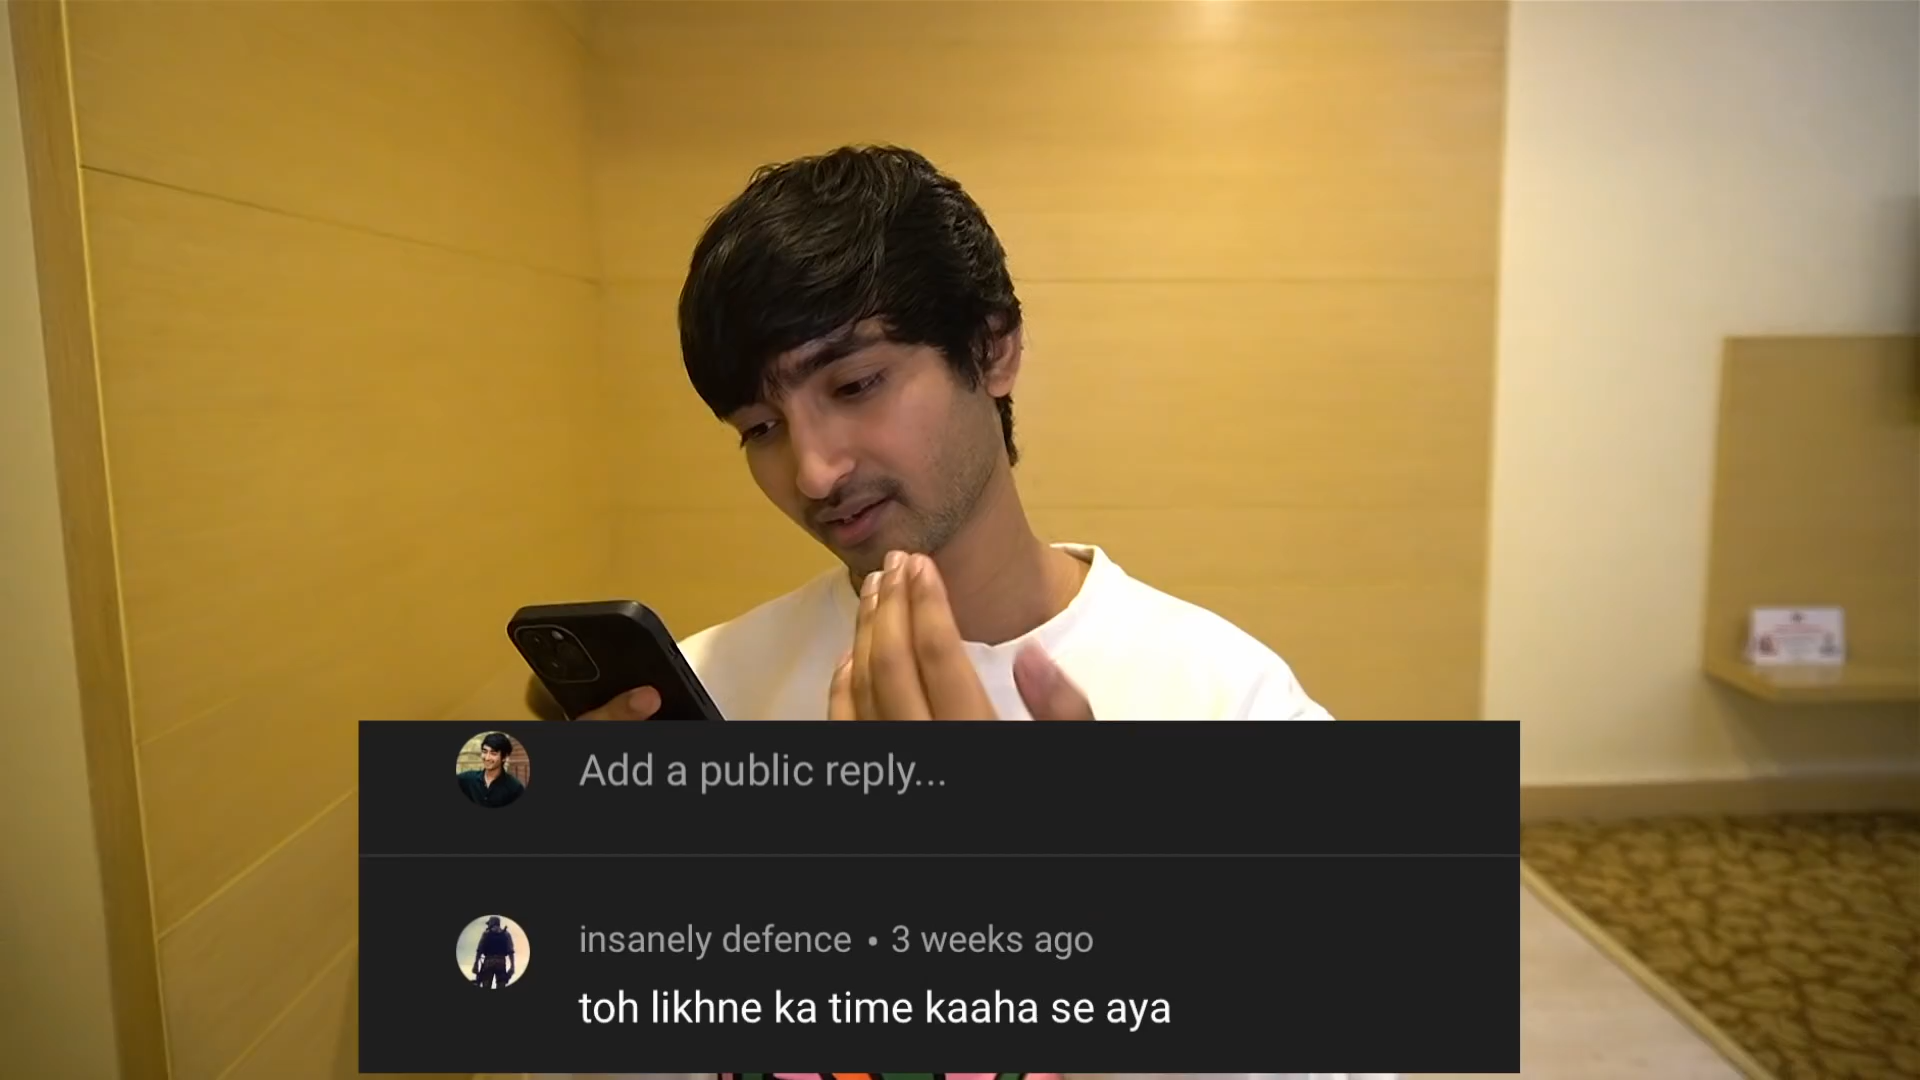 Add a public reply...
insanely defence • 3 weeks ago
toh likhne ka time kaaha se aya